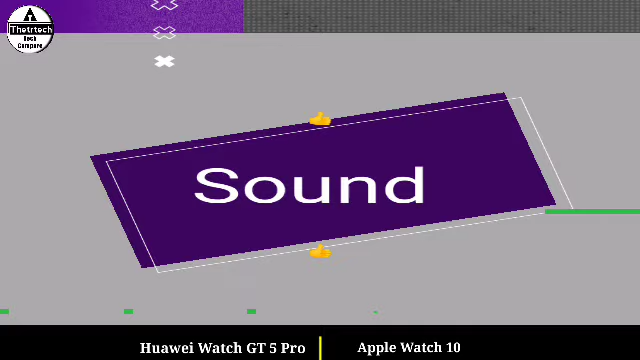 Thetrtech
Tech
Compare
Sound
Huawei Watch GT 5 Pro
Apple Watch 10